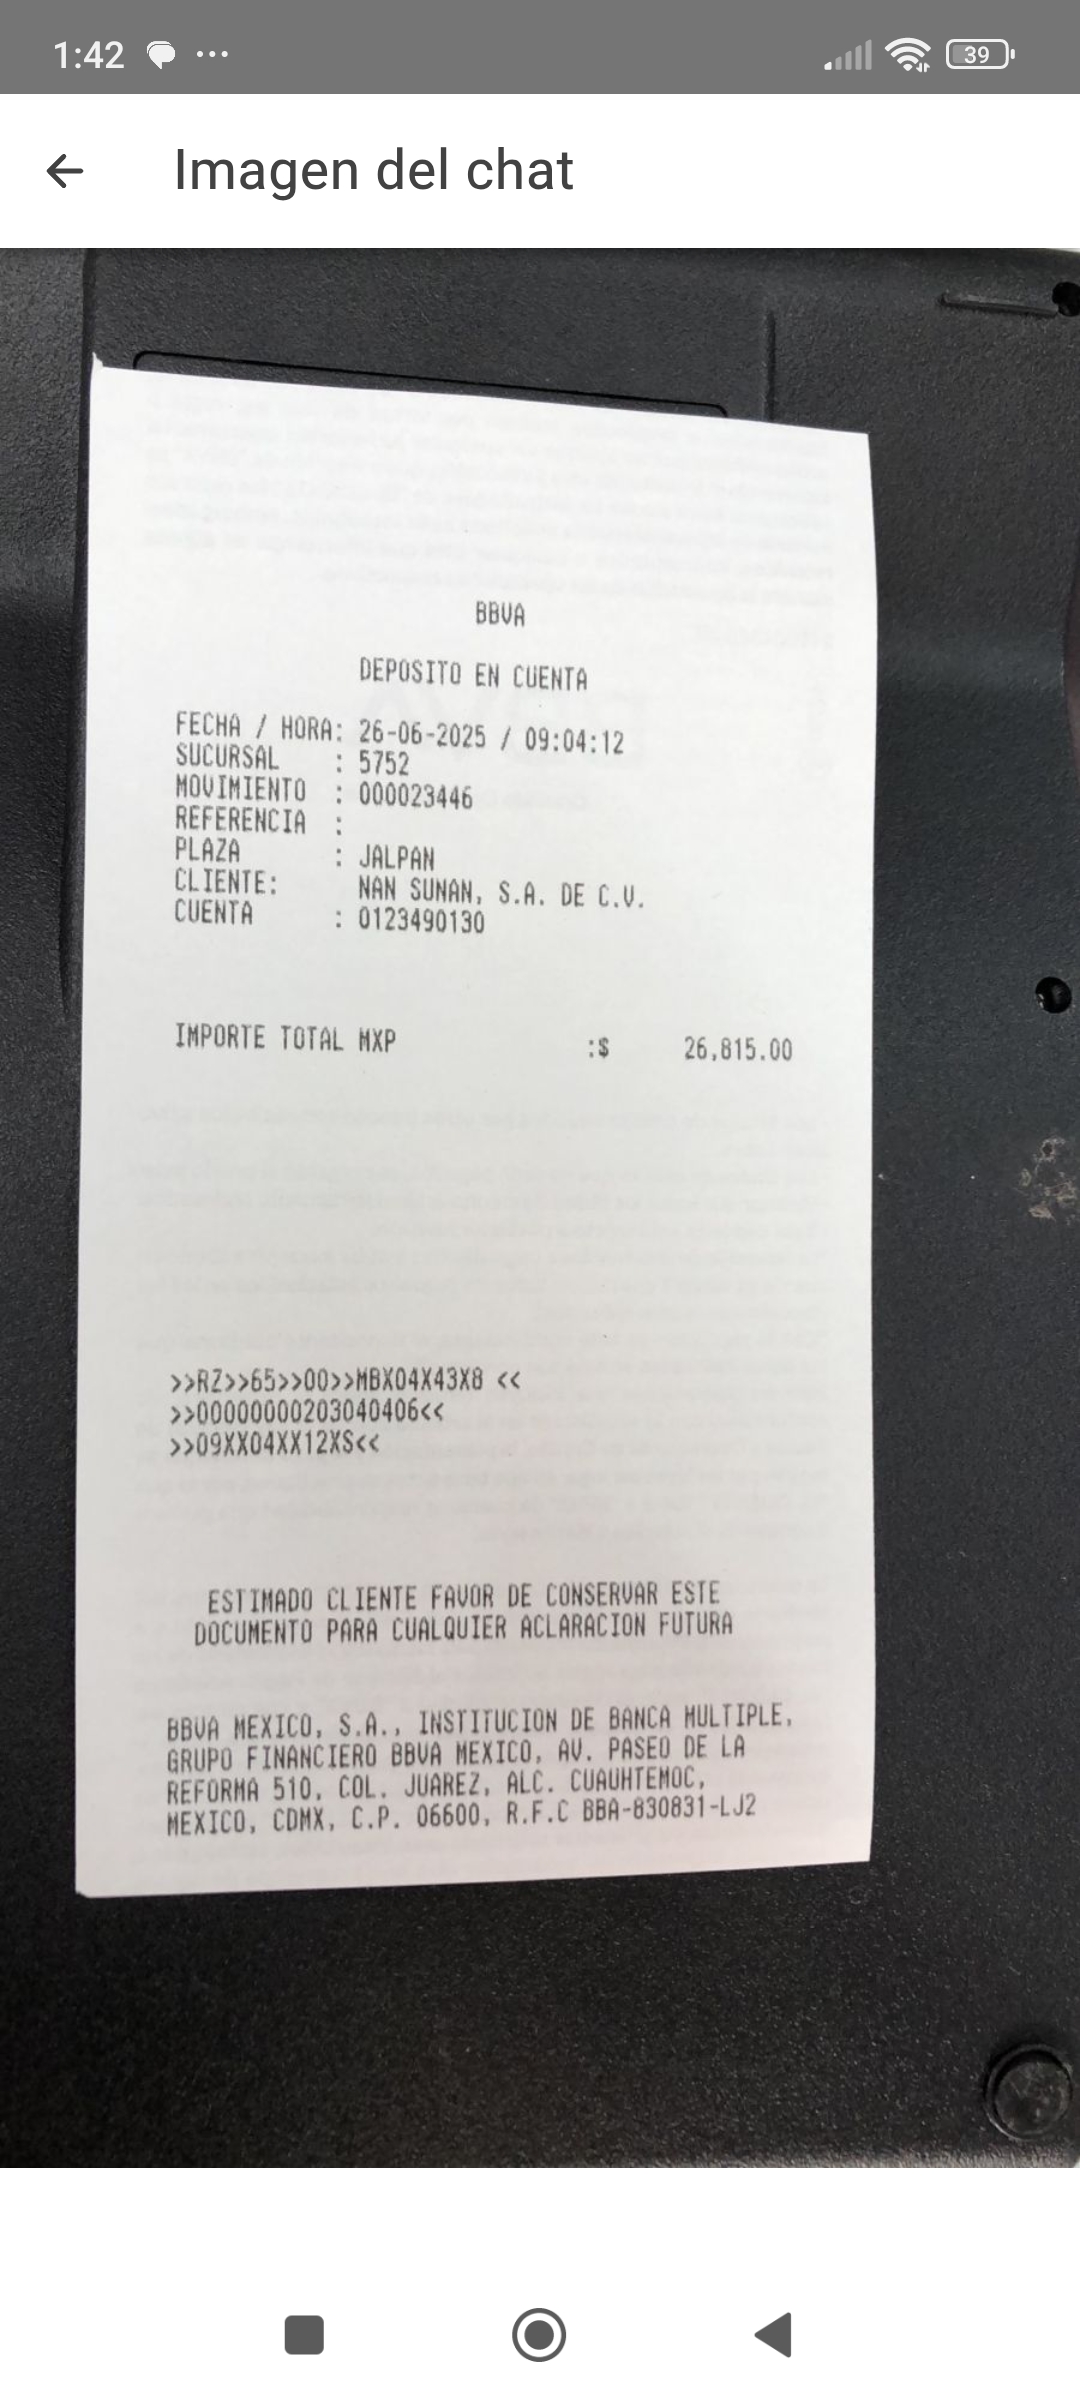 1:42
39
Imagen del chat
BBVA
DEPOSITO EN CUENTA
FECHA / HORA: 26-06-2025 / 09:04:12
SUCURSAL : 5752
MOVIMIENTO : 000023446
REFERENCIA :
PLAZA : JALPAN
CLIENTE: NAN SUNAN, S.A. DE C.V.
CUENTA : 0123490130
IMPORTE TOTAL MXP :$ 26,815.00
>>RZ>>65>>00>>MBX04X43X8 <<
>>00000000203040406<<
>>09XX04XX12XS<<
ESTIMADO CLIENTE FAVOR DE CONSERVAR ESTE
DOCUMENTO PARA CUALQUIER ACLARACION FUTURA
BBVA MEXICO, S.A., INSTITUCION DE BANCA MULTIPLE,
GRUPO FINANCIERO BBVA MEXICO, AV. PASEO DE LA
REFORMA 510, COL. JUAREZ, ALC. CUAUHTEMOC,
MEXICO, CDMX, C.P. 06600, R.F.C BBA-830831-LJ2